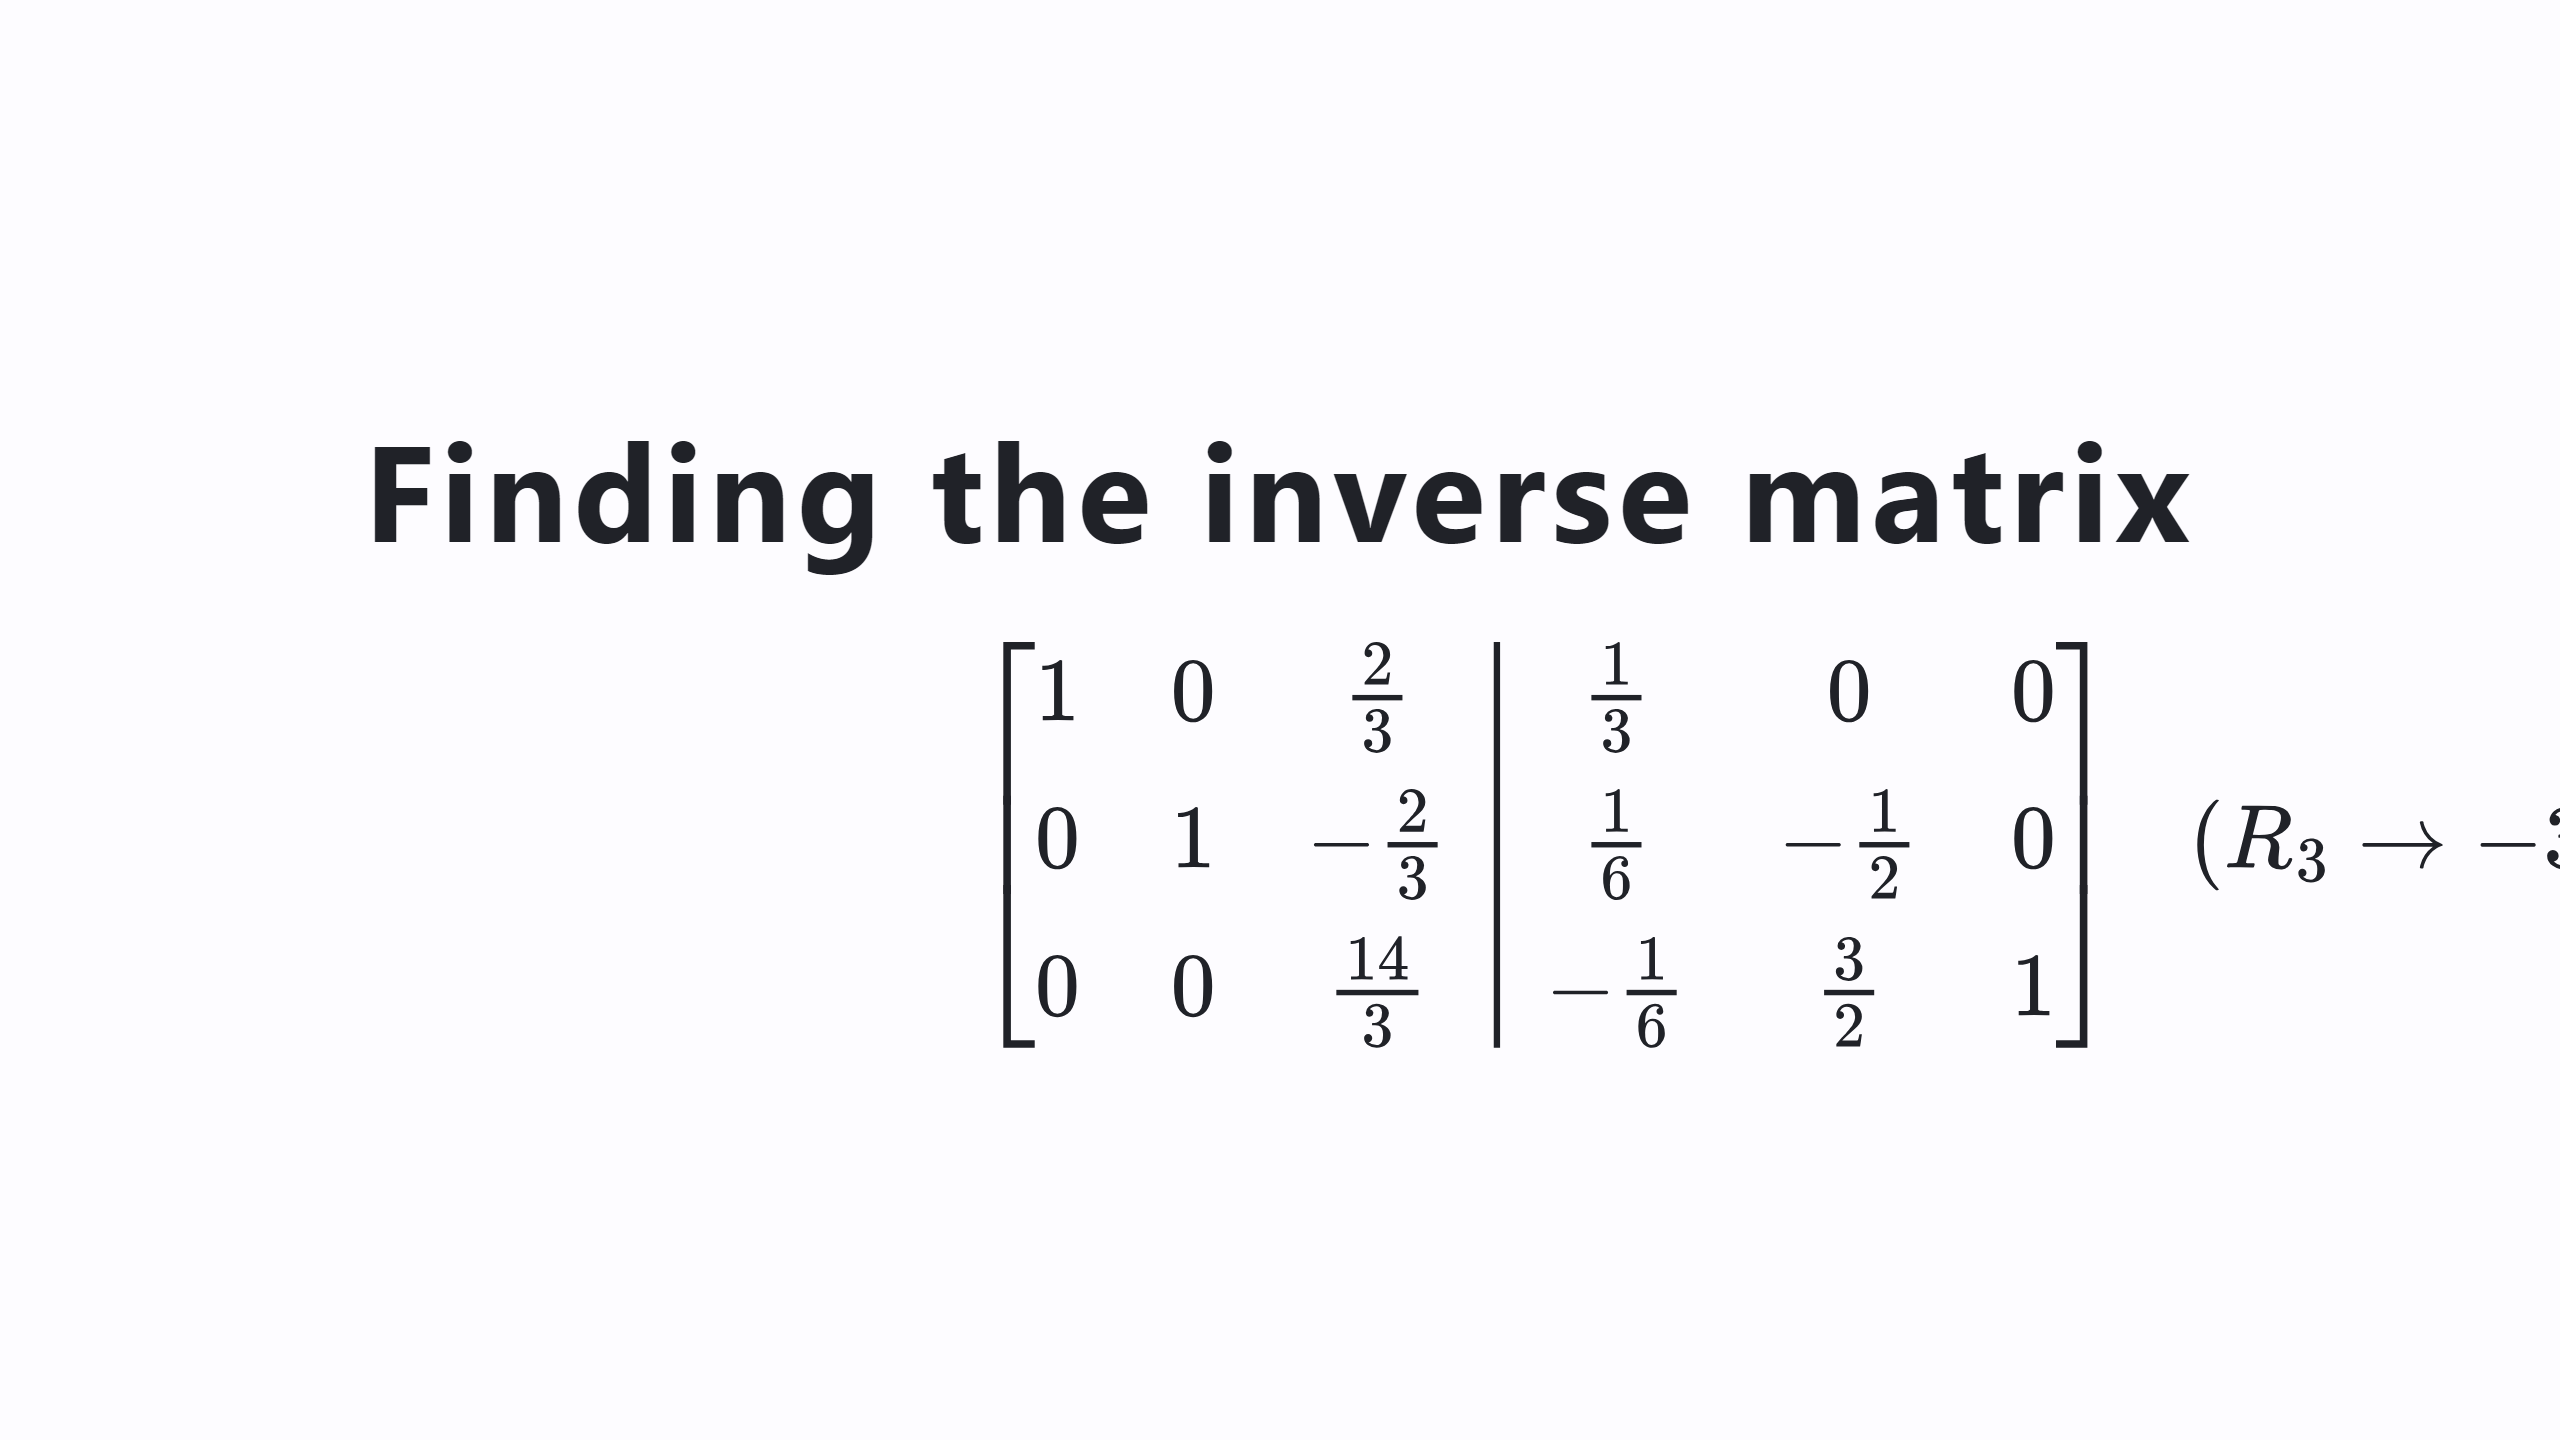 Finding the inverse matrix
1 0 2/3 | 1/3 0 0
0 1 −2/3 | 1/6 −1/2 0 (R₃ → −
0 0 14/3 | −1/6 3/2 1